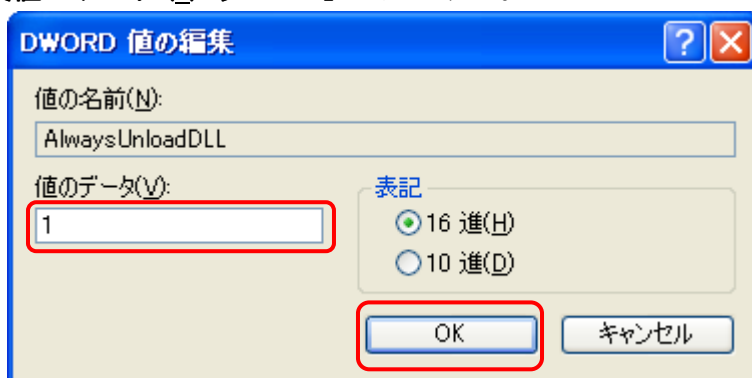 DWORD 値の編集
値の名前(N):
AlwaysUnloadDLL
値のデータ(V):
1
表記
16 進(H)
10 進(D)
OK
キャンセル